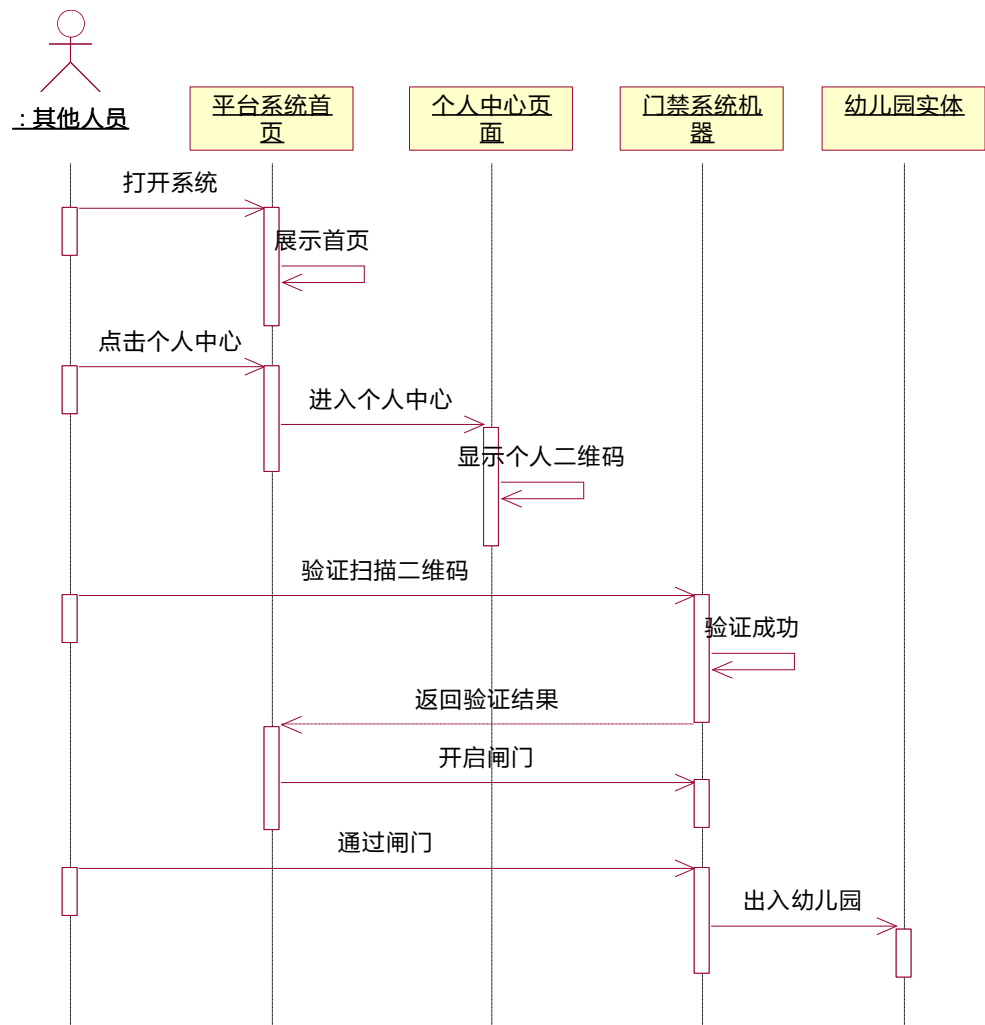 : 其他人员
平台系统首
页
个人中心页
面
门禁系统机
器
幼儿园实体
打开系统
展示首页
点击个人中心
进入个人中心
显示个人二维码
验证扫描二维码
验证成功
返回验证结果
开启闸门
通过闸门
出入幼儿园